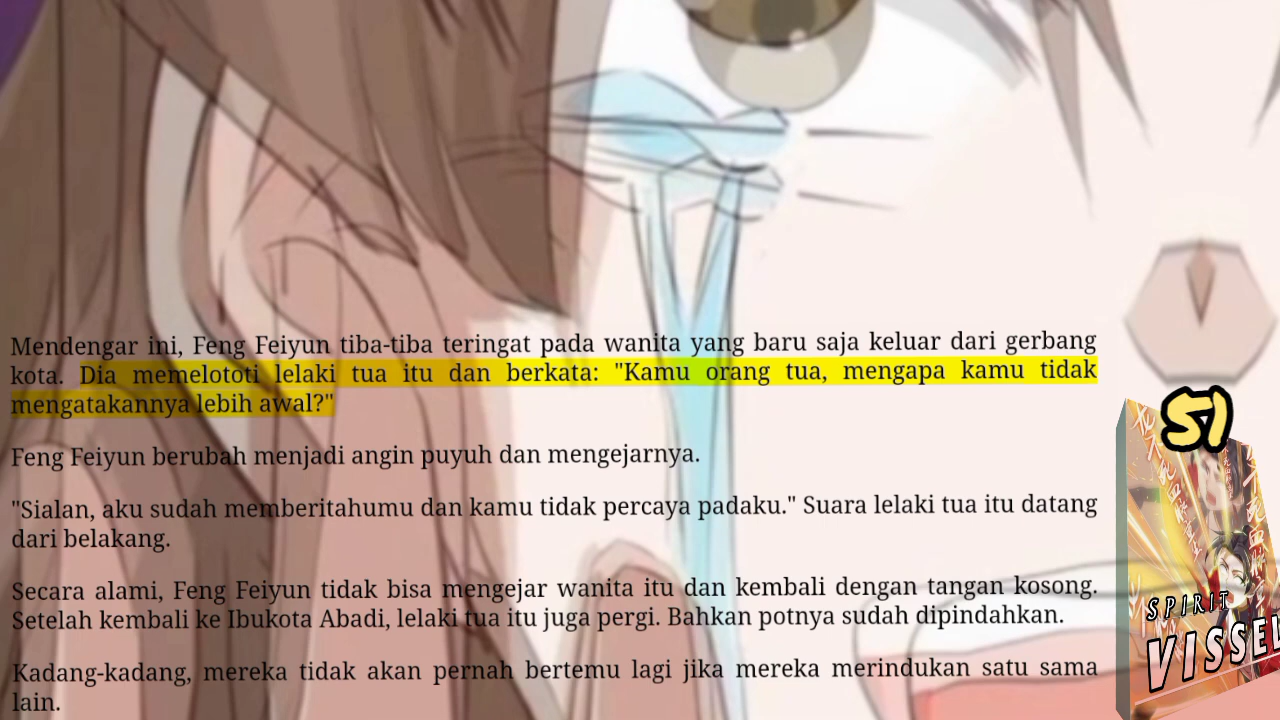 Mendengar ini, Feng Feiyun tiba-tiba teringat pada wanita yang baru saja keluar dari gerbang
kota. Dia memelototi lelaki tua itu dan berkata: "Kamu orang tua, mengapa kamu tidak
mengatakannya lebih awal?"
Feng Feiyun berubah menjadi angin puyuh dan mengejarnya.
"Sialan, aku sudah memberitahumu dan kamu tidak percaya padaku." Suara lelaki tua itu datang
dari belakang.
Secara alami, Feng Feiyun tidak bisa mengejar wanita itu dan kembali dengan tangan kosong.
Setelah kembali ke Ibukota Abadi, lelaki tua itu juga pergi. Bahkan potnya sudah dipindahkan.
Kadang-kadang, mereka tidak akan pernah bertemu lagi jika mereka merindukan satu sama
lain.
51
SPIRIT
VISSEL